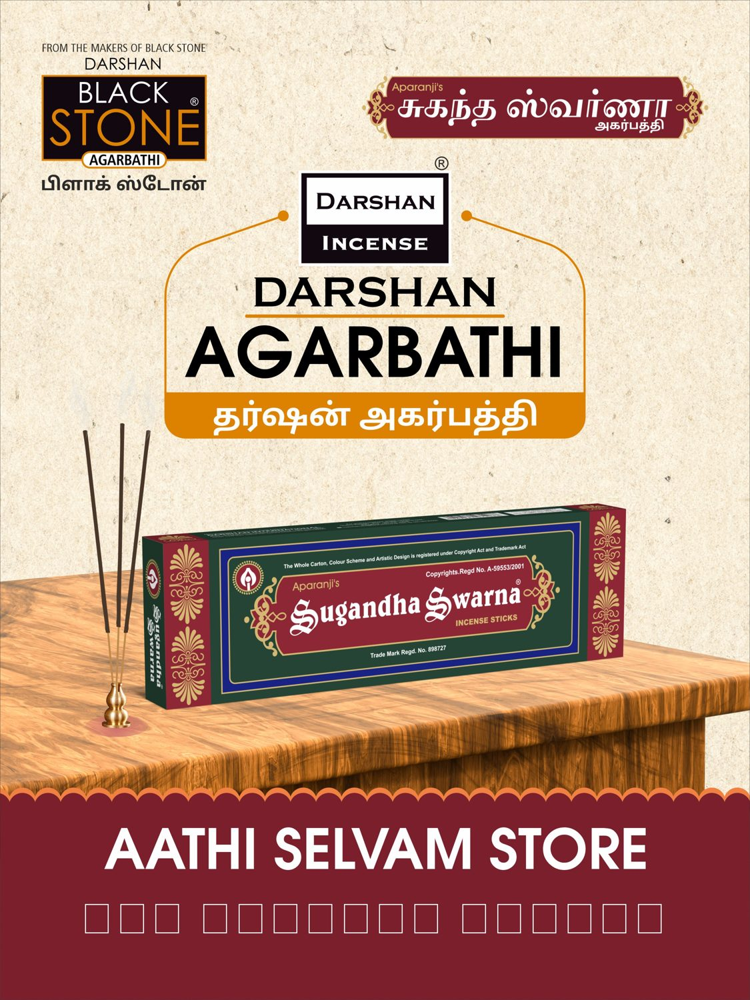 FROM THE MAKERS OF BLACK STONE
DARSHAN
BLACK
STONE ®
AGARBATHI
பிளாக் ஸ்டோன்
Aparanji's
சுகந்த ஸ்வர்ணா
அகர்பத்தி
®
DARSHAN
INCENSE
DARSHAN
AGARBATHI
தர்ஷன் அகர்பத்தி
The Whole Carton, Colour Scheme and Artistic Design is registered under Copyright Act and Trademark Act
Copyrights.Regd No. A-59553/2001
Aparanji's
Sugandha Swarna®
INCENSE STICKS
Trade Mark Regd. No. 898727
Sugandha
Swarna®
AATHI SELVAM STORE